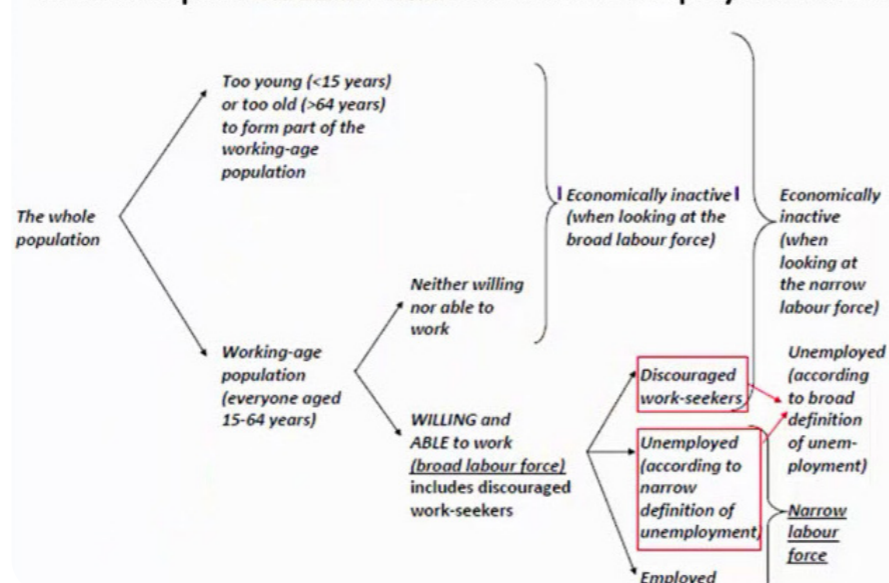 Too young (<15 years)
or too old (>64 years)
to form part of the
working-age
population
The whole
population
Economically inactive
(when looking at the
broad labour force)
Economically
inactive
(when
looking at
the narrow
labour force)
Neither willing
nor able to
work
Working-age
population
(everyone aged
15-64 years)
WILLING and
ABLE to work
(broad labour force)
includes discouraged
work-seekers
Discouraged
work-seekers
Unemployed
(according
to broad
definition
of unem-
ployment)
Unemployed
(according to
narrow
definition of
unemployment)
Narrow
labour
force
Employed